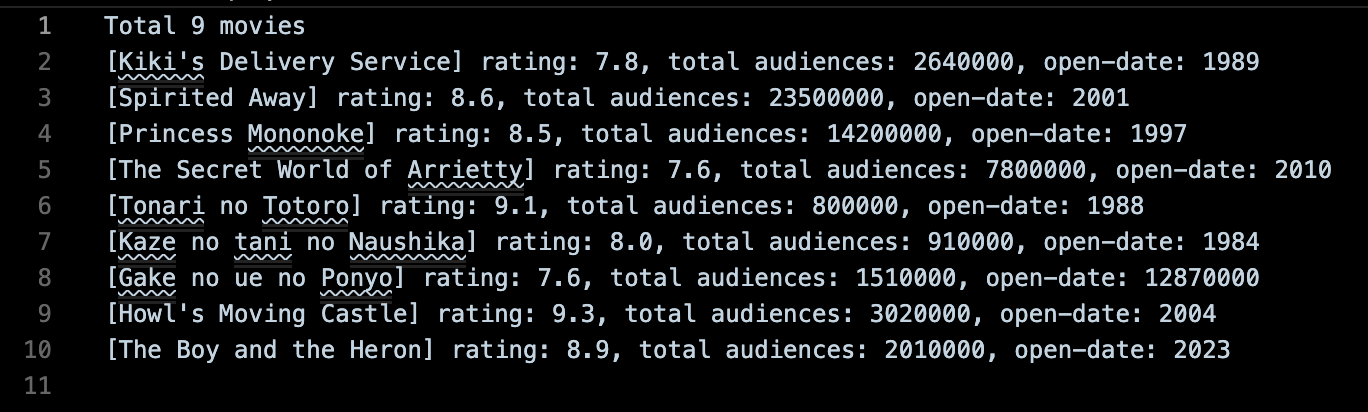 1 Total 9 movies
2 [Kiki's Delivery Service] rating: 7.8, total audiences: 2640000, open-date: 1989
3 [Spirited Away] rating: 8.6, total audiences: 23500000, open-date: 2001
4 [Princess Mononoke] rating: 8.5, total audiences: 14200000, open-date: 1997
5 [The Secret World of Arrietty] rating: 7.6, total audiences: 7800000, open-date: 2010
6 [Tonari no Totoro] rating: 9.1, total audiences: 800000, open-date: 1988
7 [Kaze no tani no Naushika] rating: 8.0, total audiences: 910000, open-date: 1984
8 [Gake no ue no Ponyo] rating: 7.6, total audiences: 1510000, open-date: 12870000
9 [Howl's Moving Castle] rating: 9.3, total audiences: 3020000, open-date: 2004
10 [The Boy and the Heron] rating: 8.9, total audiences: 2010000, open-date: 2023
11